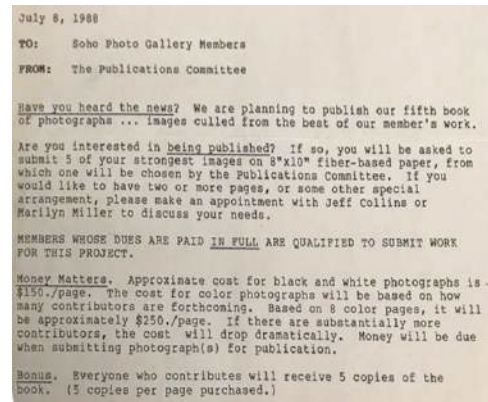 July 8, 1988
TO: Soho Photo Gallery Members
FROM: The Publications Committee
Have you heard the news? We are planning to publish our fifth book
of photographs ... images culled from the best of our member's work.
Are you interested in being published? If so, you will be asked to
submit 5 of your strongest images on 8"x10" fiber-based paper, from
which one will be chosen by the Publications Committee. If you
would like to have two or more pages, or some other special
arrangement, please make an appointment with Jeff Collins or
Marilyn Miller to discuss your needs.
MEMBERS WHOSE DUES ARE PAID IN FULL ARE QUALIFIED TO SUBMIT WORK
FOR THIS PROJECT.
Money Matters. Approximate cost for black and white photographs is
$150./page. The cost for color photographs will be based on how
many contributors are forthcoming. Based on 8 color pages, it will
be approximately $250./page. If there are substantially more
contributors, the cost will drop dramatically. Money will be due
when submitting photograph(s) for publication.
Bonus. Everyone who contributes will receive 5 copies of the
book. (5 copies per page purchased.)